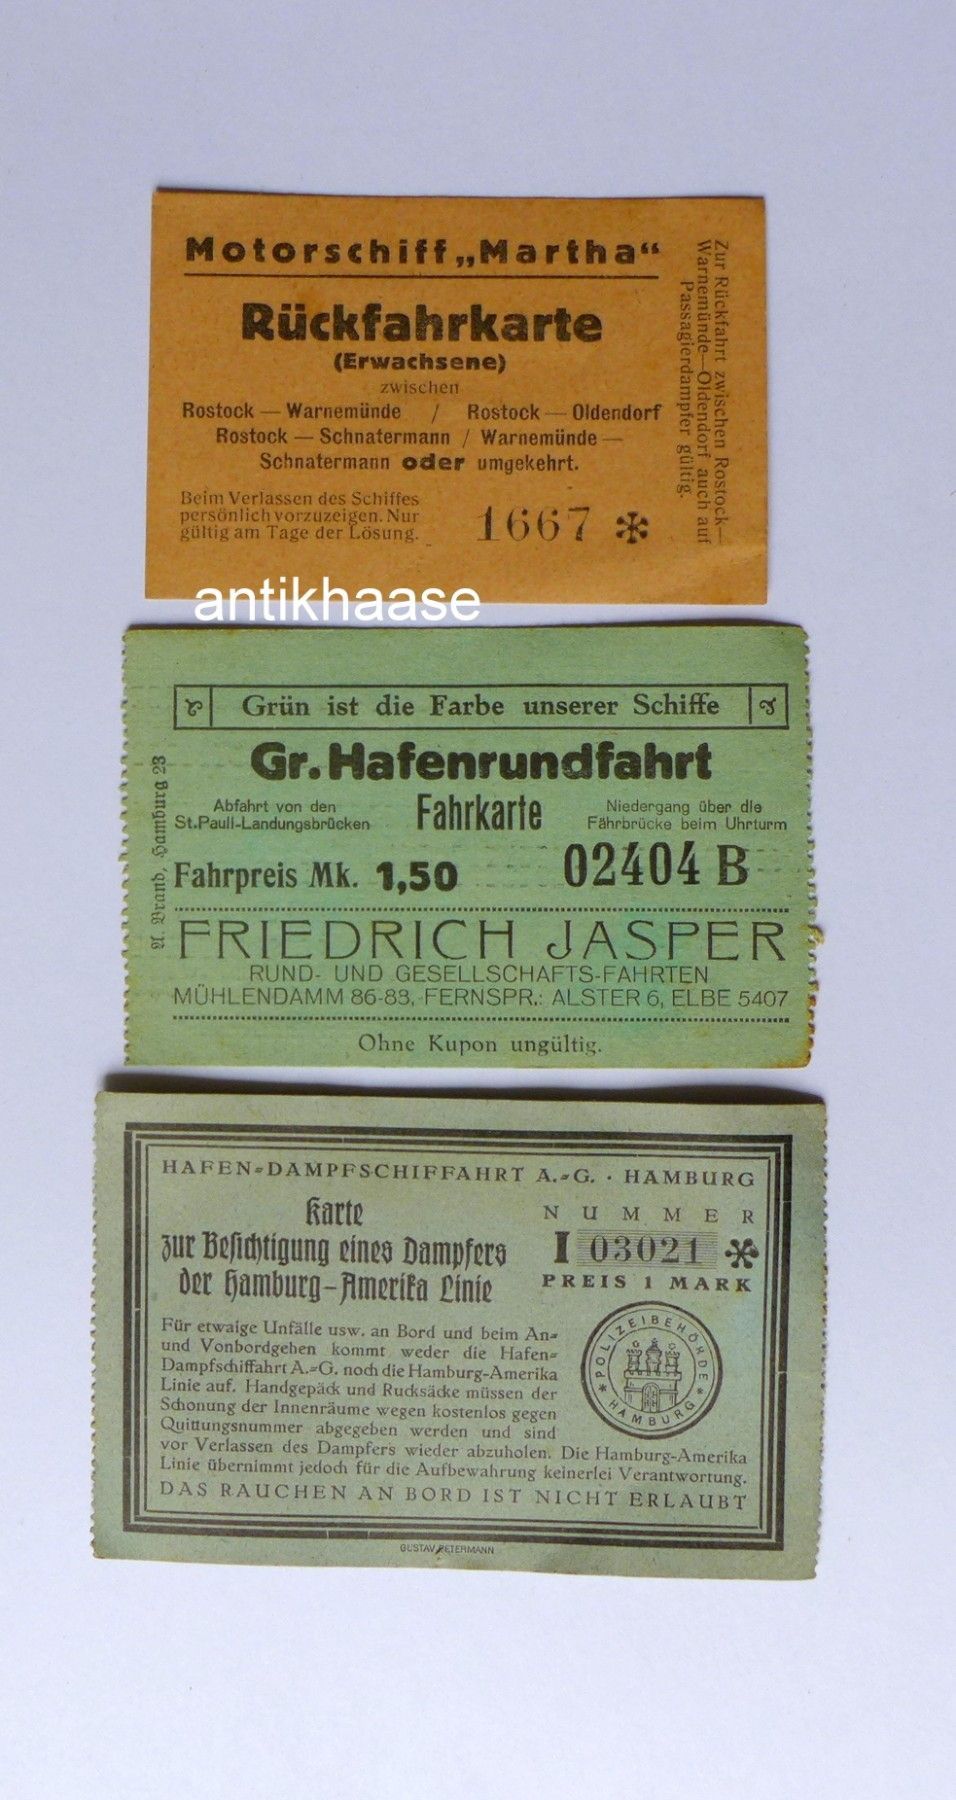 Motorschiff „Martha“
Rückfahrkarte
(Erwachsene)
zwischen
Rostock — Warnemünde / Rostock — Oldendorf
Rostock — Schnatermann / Warnemünde —
Schnatermann oder umgekehrt.
Beim Verlassen des Schiffes
persönlich vorzuzeigen. Nur
gültig am Tage der Lösung.
1667 *
Zur Rückfahrt zwischen Rostock—
Warnemünde—Oldendorf auch auf
Passagierdampfer gültig.
antikhaase
Grün ist die Farbe unserer Schiffe
Gr. Hafenrundfahrt
Abfahrt von den
St. Pauli-Landungsbrücken
Fahrkarte
Niedergang über die
Fährbrücke beim Uhrturm
Fahrpreis Mk. 1,50
02404 B
FRIEDRICH JASPER
RUND- UND GESELLSCHAFTS-FAHRTEN
MÜHLENDAMM 86-88, FERNSPR.: ALSTER 6, ELBE 5407
Ohne Kupon ungültig.
A. Brand, Hamburg 23
HAFEN-DAMPFSCHIFFAHRT A.-G. · HAMBURG
Karte
zur Besichtigung eines Dampfers
der Hamburg-Amerika Linie
NUMMER
I 03021 *
PREIS 1 MARK
Für etwaige Unfälle usw. an Bord und beim An-
und Vonbordgehen kommt weder die Hafen-
Dampfschiffahrt A.-G. noch die Hamburg-Amerika
Linie auf. Handgepäck und Rucksäcke müssen der
Schonung der Innenräume wegen kostenlos gegen
Quittungsnummer abgegeben werden und sind
vor Verlassen des Dampfers wieder abzuholen. Die Hamburg-Amerika
Linie übernimmt jedoch für die Aufbewahrung keinerlei Verantwortung.
DAS RAUCHEN AN BORD IST NICHT ERLAUBT
* POLIZEIBEHÖRDE * HAMBURG
GUSTAV PETERMANN